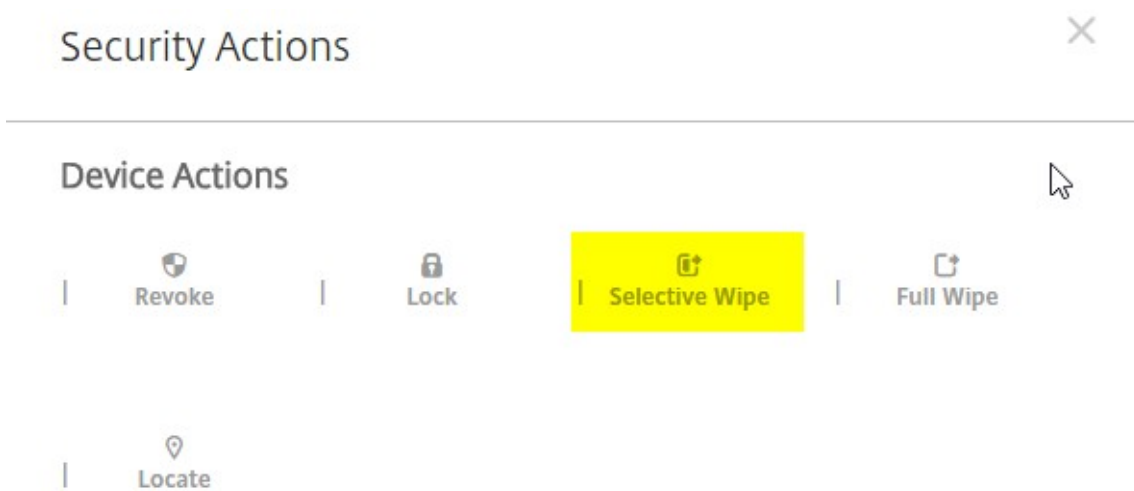 Security Actions
Device Actions
Revoke
Lock
Selective Wipe
Full Wipe
Locate